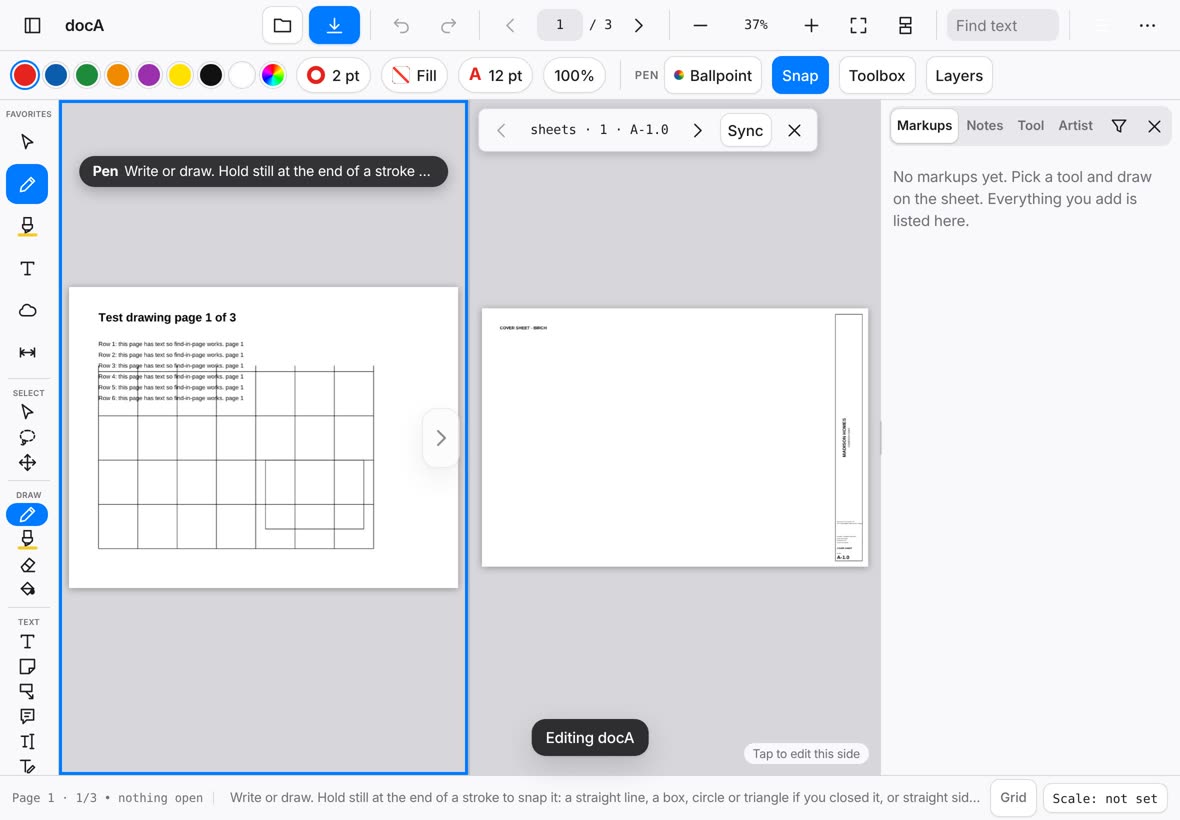 docA
1 / 3
37%
Find text
2 pt
Fill
A 12 pt
100%
PEN
Ballpoint
Snap
Toolbox
Layers
FAVORITES
SELECT
DRAW
TEXT
Pen Write or draw. Hold still at the end of a stroke ...
Test drawing page 1 of 3
Row 1: this page has text so find-in-page works. page 1
Row 2: this page has text so find-in-page works. page 1
Row 3: this page has text so find-in-page works. page 1
Row 4: this page has text so find-in-page works. page 1
Row 5: this page has text so find-in-page works. page 1
Row 6: this page has text so find-in-page works. page 1
sheets · 1 · A-1.0
Sync
COVER SHEET - BIRCH
MADISON HOMES
COVER SHEET
A-1.0
Editing docA
Tap to edit this side
Markups
Notes
Tool
Artist
No markups yet. Pick a tool and draw
on the sheet. Everything you add is
listed here.
Page 1 · 1/3 • nothing open
Write or draw. Hold still at the end of a stroke to snap it: a straight line, a box, circle or triangle if you closed it, or straight sid...
Grid
Scale: not set